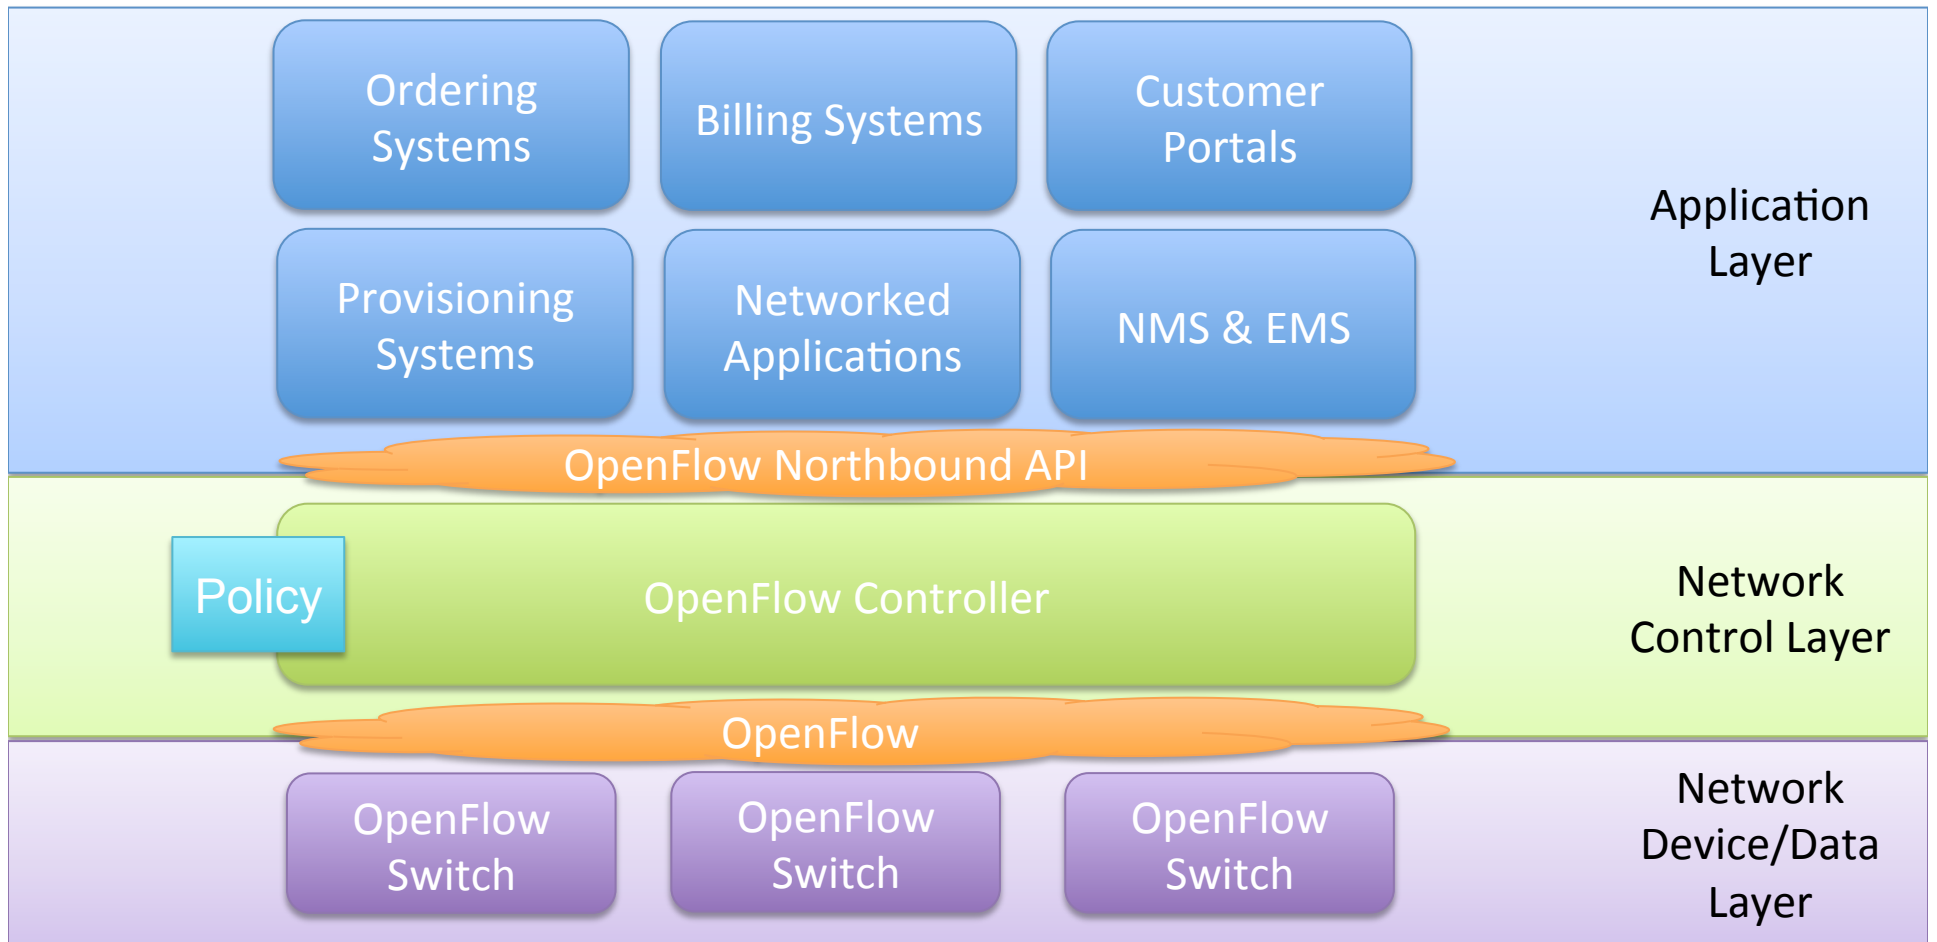 Ordering
Systems
Billing Systems
Customer
Portals
Application
Layer
Provisioning
Systems
Networked
Applications
NMS & EMS
OpenFlow Northbound API
Policy
OpenFlow Controller
Network
Control Layer
OpenFlow
OpenFlow
Switch
OpenFlow
Switch
OpenFlow
Switch
Network
Device/Data
Layer